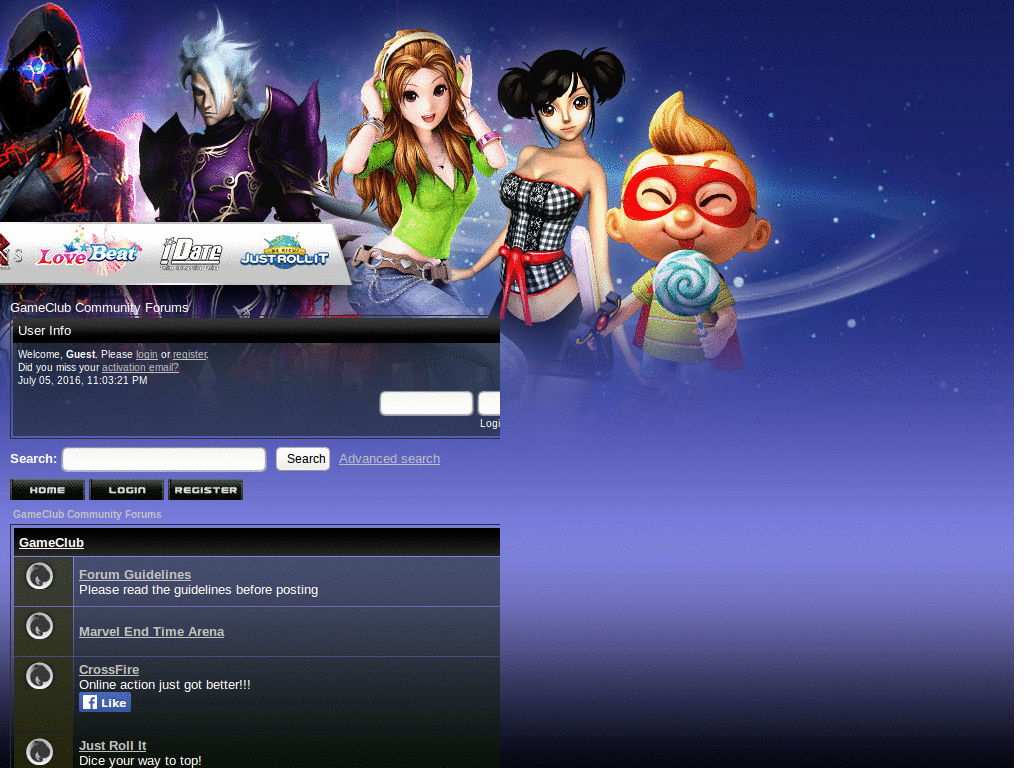 S
Love Beat
iDate
JUST ROLL IT
GameClub Community Forums
User Info
Welcome, Guest. Please login or register.
Did you miss your activation email?
July 05, 2016, 11:03:21 PM
Logi
Search:
Search
Advanced search
HOME
LOGIN
REGISTER
GameClub Community Forums
GameClub
Forum Guidelines
Please read the guidelines before posting
Marvel End Time Arena
CrossFire
Online action just got better!!!
Like
Just Roll It
Dice your way to top!